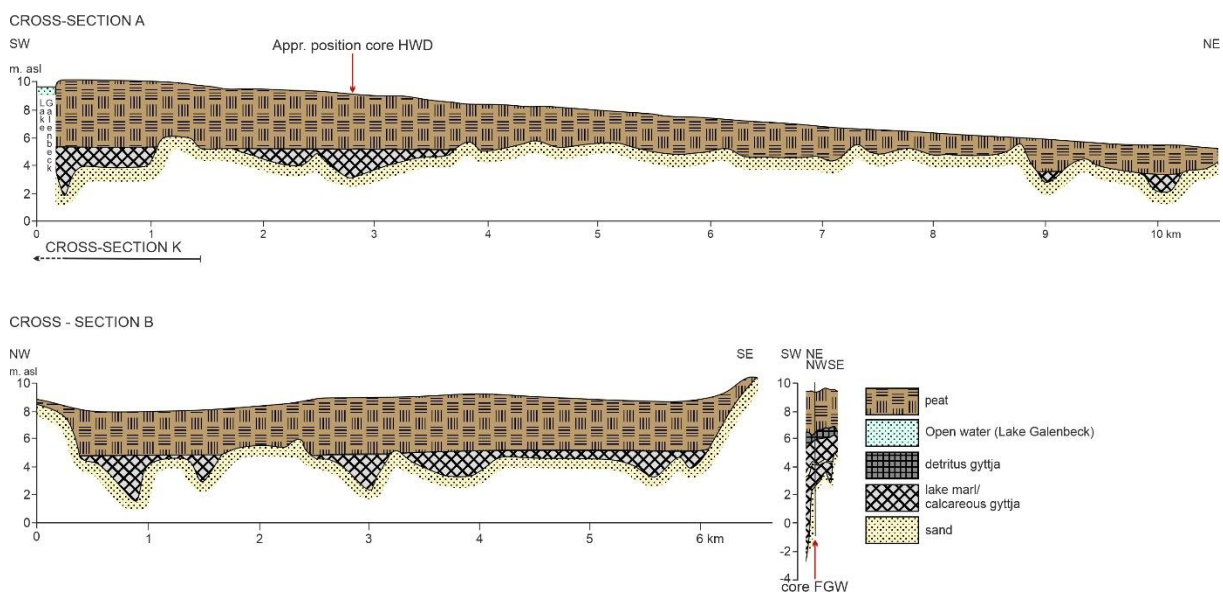 CROSS-SECTION A
SW
Appr. position core HWD
NE
m. asl
10
8
6
4
2
0
Lake
Galenbeck
0 1 2 3 4 5 6 7 8 9 10 km
CROSS-SECTION K
CROSS - SECTION B
NW
SE
m. asl
10
8
6
4
2
0
0 1 2 3 4 5 6 km
SW NE
NWSE
10
8
6
4
2
0
-2
-4
core FGW
peat
Open water (Lake Galenbeck)
detritus gyttja
lake marl/
calcareous gyttja
sand